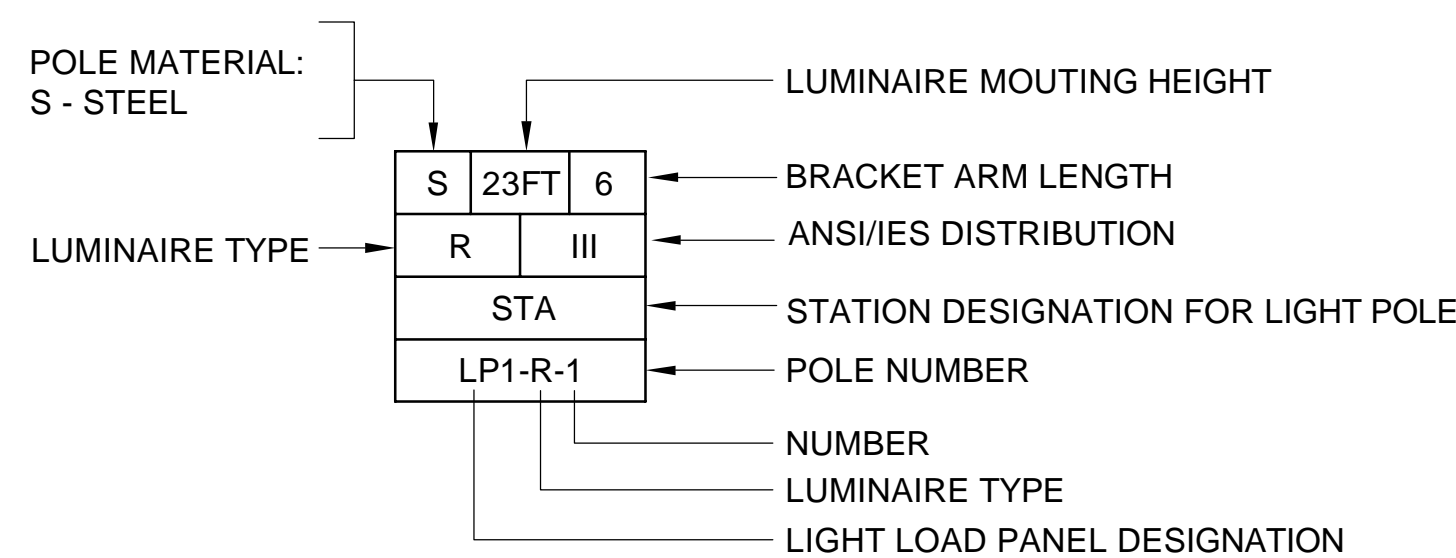 POLE MATERIAL:
S - STEEL
LUMINAIRE MOUTING HEIGHT
S 23FT 6
BRACKET ARM LENGTH
LUMINAIRE TYPE
R III
ANSI/IES DISTRIBUTION
STA
STATION DESIGNATION FOR LIGHT POLE
LP1-R-1
POLE NUMBER
NUMBER
LUMINAIRE TYPE
LIGHT LOAD PANEL DESIGNATION